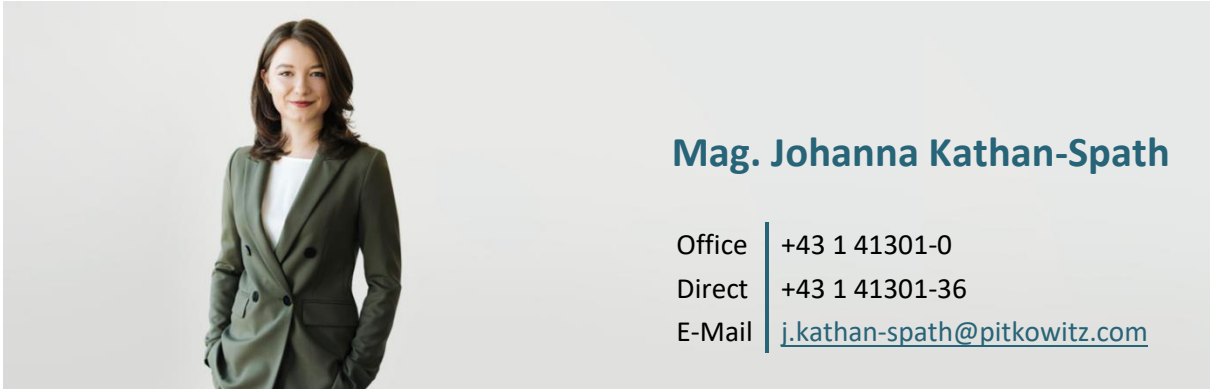 Mag. Johanna Kathan-Spath
Office +43 1 41301-0
Direct +43 1 41301-36
E-Mail j.kathan-spath@pitkowitz.com